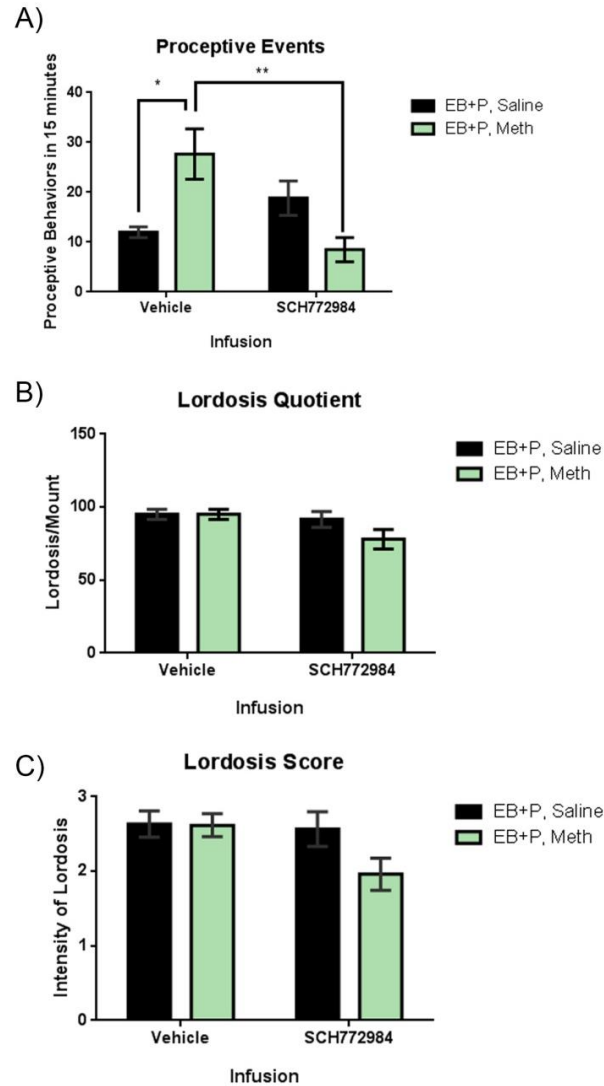 A)
Proceptive Events
Proceptive Behaviors in 15 minutes
40
30
20
10
0
*
**
EB+P, Saline
EB+P, Meth
Vehicle
SCH772984
Infusion
B)
Lordosis Quotient
Lordosis/Mount
150
100
50
0
EB+P, Saline
EB+P, Meth
Vehicle
SCH772984
Infusion
C)
Lordosis Score
Intensity of Lordosis
3
2
1
0
EB+P, Saline
EB+P, Meth
Vehicle
SCH772984
Infusion